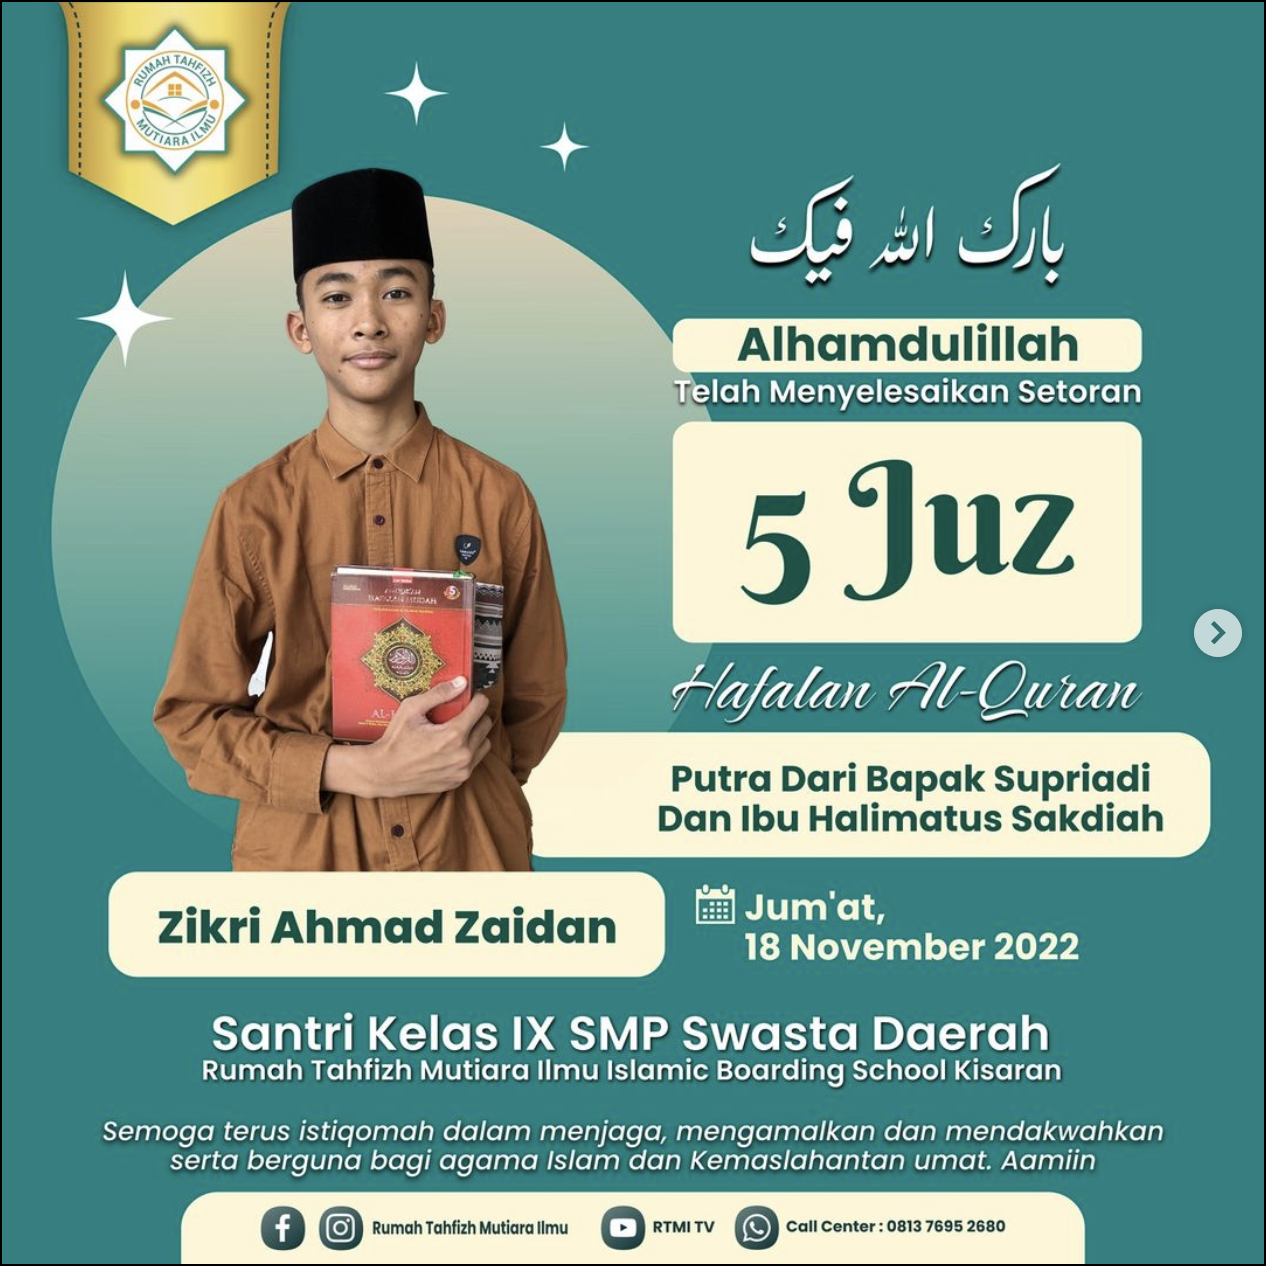 RUMAH TAHFIZH
MUTIARA ILMU
بارك الله فيك
Alhamdulillah
Telah Menyelesaikan Setoran
5 Juz
Hafalan Al-Quran
Putra Dari Bapak Supriadi
Dan Ibu Halimatus Sakdiah
Zikri Ahmad Zaidan
Jum'at,
18 November 2022
Santri Kelas IX SMP Swasta Daerah
Rumah Tahfizh Mutiara Ilmu Islamic Boarding School Kisaran
Semoga terus istiqomah dalam menjaga, mengamalkan dan mendakwahkan
serta berguna bagi agama Islam dan Kemaslahantan umat. Aamiin
Rumah Tahfizh Mutiara Ilmu
RTMI TV
Call Center : 0813 7695 2680